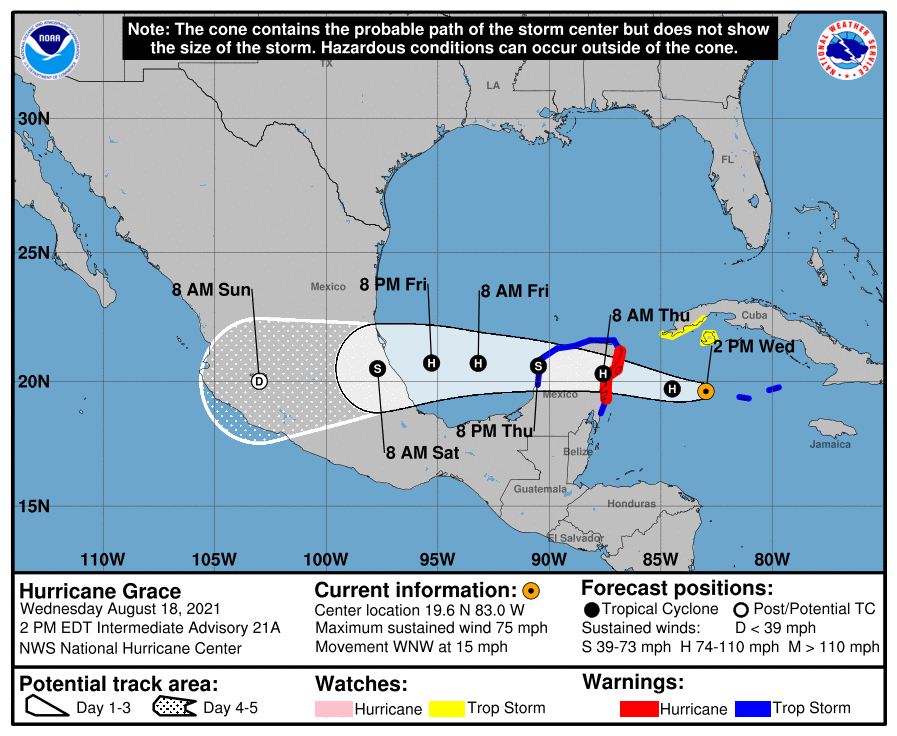 Note: The cone contains the probable path of the storm center but does not show
the size of the storm. Hazardous conditions can occur outside of the cone.
NOAA
NATIONAL WEATHER SERVICE
TX
LA
FL
30N
25N
20N
15N
110W
105W
100W
95W
90W
85W
80W
Mexico
Cuba
Mexico
Jamaica
Belize
Guatemala
Honduras
El Salvador
8 AM Sun
8 PM Fri
8 AM Fri
8 AM Thu
2 PM Wed
D
S
H
H
S
H
H
8 PM Thu
8 AM Sat
Hurricane Grace
Wednesday August 18, 2021
2 PM EDT Intermediate Advisory 21A
NWS National Hurricane Center
Current information:
Center location 19.6 N 83.0 W
Maximum sustained wind 75 mph
Movement WNW at 15 mph
Forecast positions:
Tropical Cyclone Post/Potential TC
Sustained winds: D < 39 mph
S 39-73 mph H 74-110 mph M > 110 mph
Potential track area:
Day 1-3 Day 4-5
Watches:
Hurricane Trop Storm
Warnings:
Hurricane Trop Storm